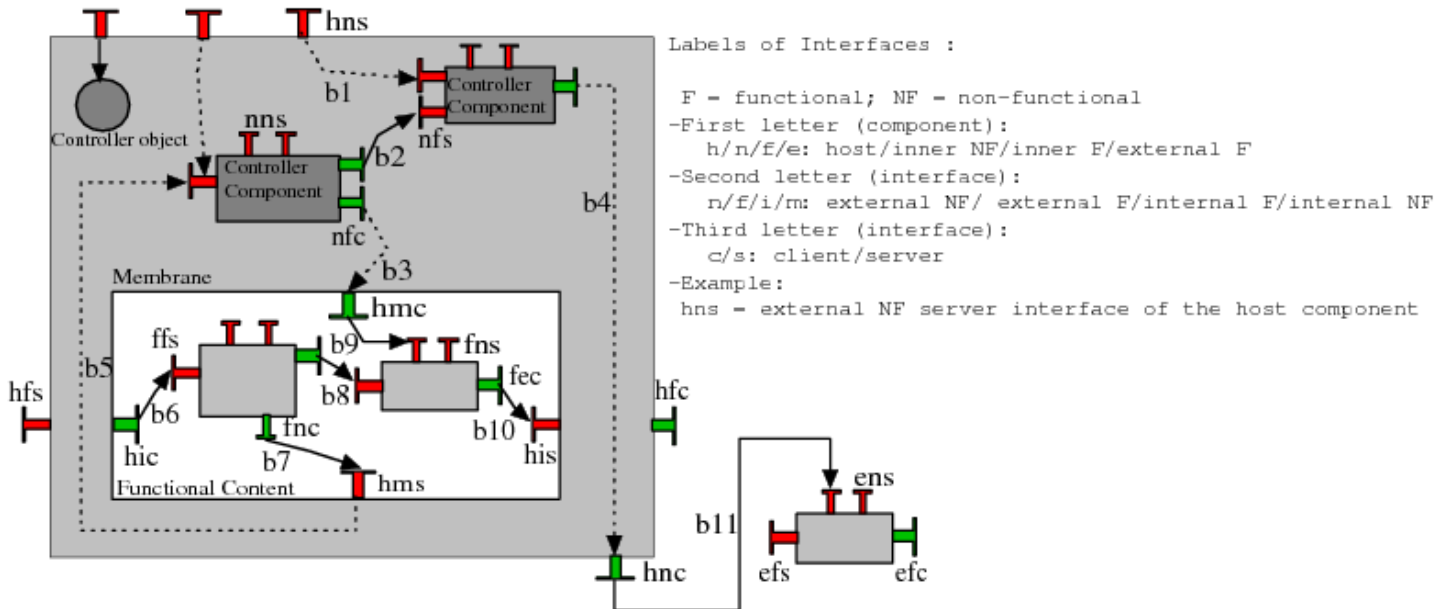 hns
Labels of Interfaces :
F = functional; NF = non-functional
-First letter (component):
h/n/f/e: host/inner NF/inner F/external F
-Second letter (interface):
n/f/i/m: external NF/ external F/internal F/internal NF
-Third letter (interface):
c/s: client/server
-Example:
hns = external NF server interface of the host component
b1
Controller
Component
Controller object
nns
nfs
b2
Controller
Component
b4
nfc
b3
Membrane
hmc
b9
ffs
fns
b5
fec
hfs
b8
hfc
b6
b10
fnc
hic
b7
his
Functional Content
hms
ens
b11
hnc
efs
efc